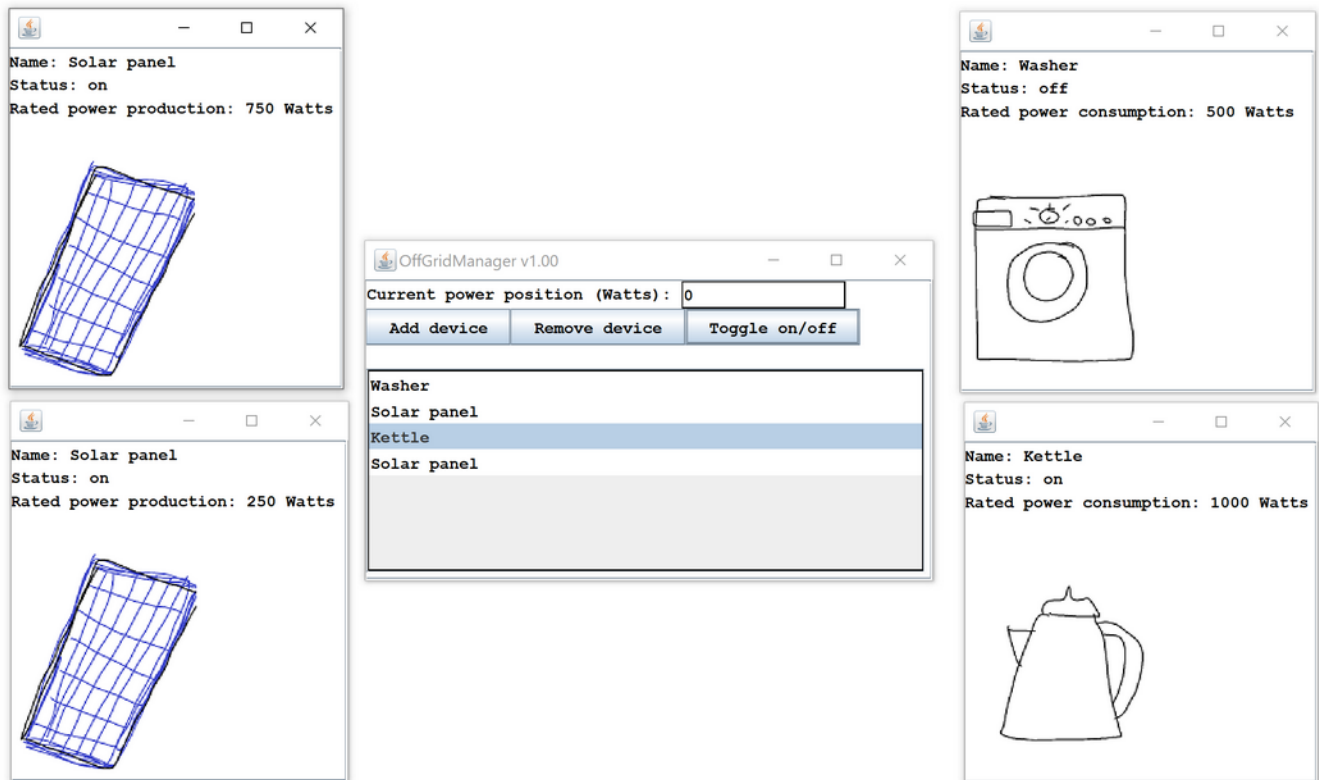 Name: Solar panel
Status: on
Rated power production: 750 Watts
Name: Solar panel
Status: on
Rated power production: 250 Watts
OffGridManager v1.00
Current power position (Watts): 0
Add device Remove device Toggle on/off
Washer
Solar panel
Kettle
Solar panel
Name: Washer
Status: off
Rated power consumption: 500 Watts
Name: Kettle
Status: on
Rated power consumption: 1000 Watts